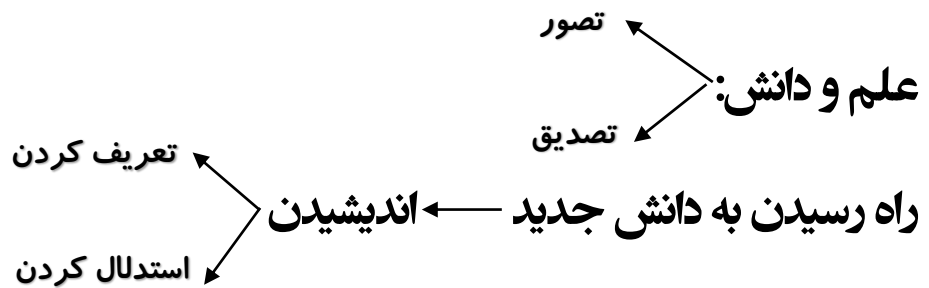 تصور
علم و دانش:
تصدیق
تعریف کردن
راه رسیدن به دانش جدید اندیشیدن
استدلال کردن